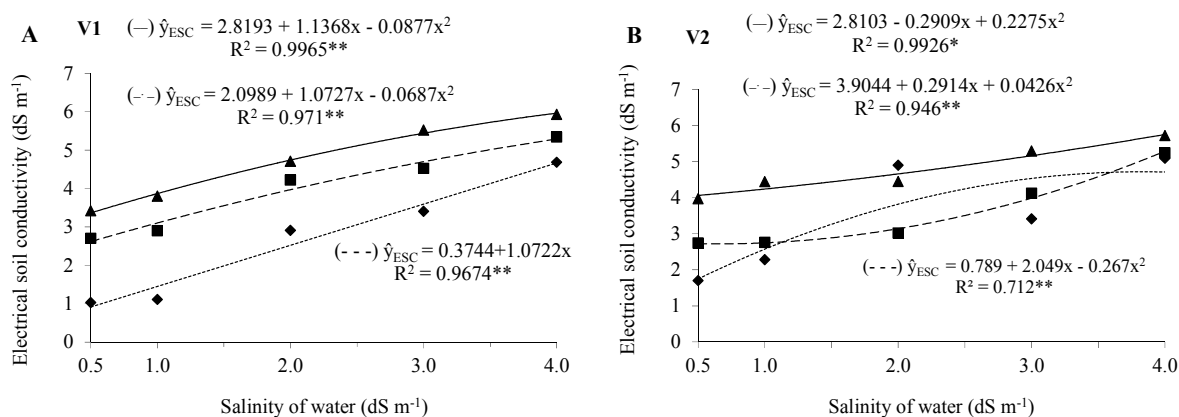 A
V1
(—) ŷESC = 2.8193 + 1.1368x - 0.0877x²
R² = 0.9965**
(–·–) ŷESC = 2.0989 + 1.0727x - 0.0687x²
R² = 0.971**
(- - -) ŷESC = 0.3744+1.0722x
R² = 0.9674**
Electrical soil conductivity (dS m⁻¹)
7
6
5
4
3
2
1
0
0.5 1.0 2.0 3.0 4.0
Salinity of water (dS m⁻¹)
B
V2
(—) ŷESC = 2.8103 - 0.2909x + 0.2275x²
R² = 0.9926*
(–·–) ŷESC = 3.9044 + 0.2914x + 0.0426x²
R² = 0.946**
(- - -) ŷESC = 0.789 + 2.049x - 0.267x²
R² = 0.712**
Electrical soil conductivity (dS m⁻¹)
7
6
5
4
3
2
1
0
0.5 1.0 2.0 3.0 4.0
Salinity of water (dS m⁻¹)